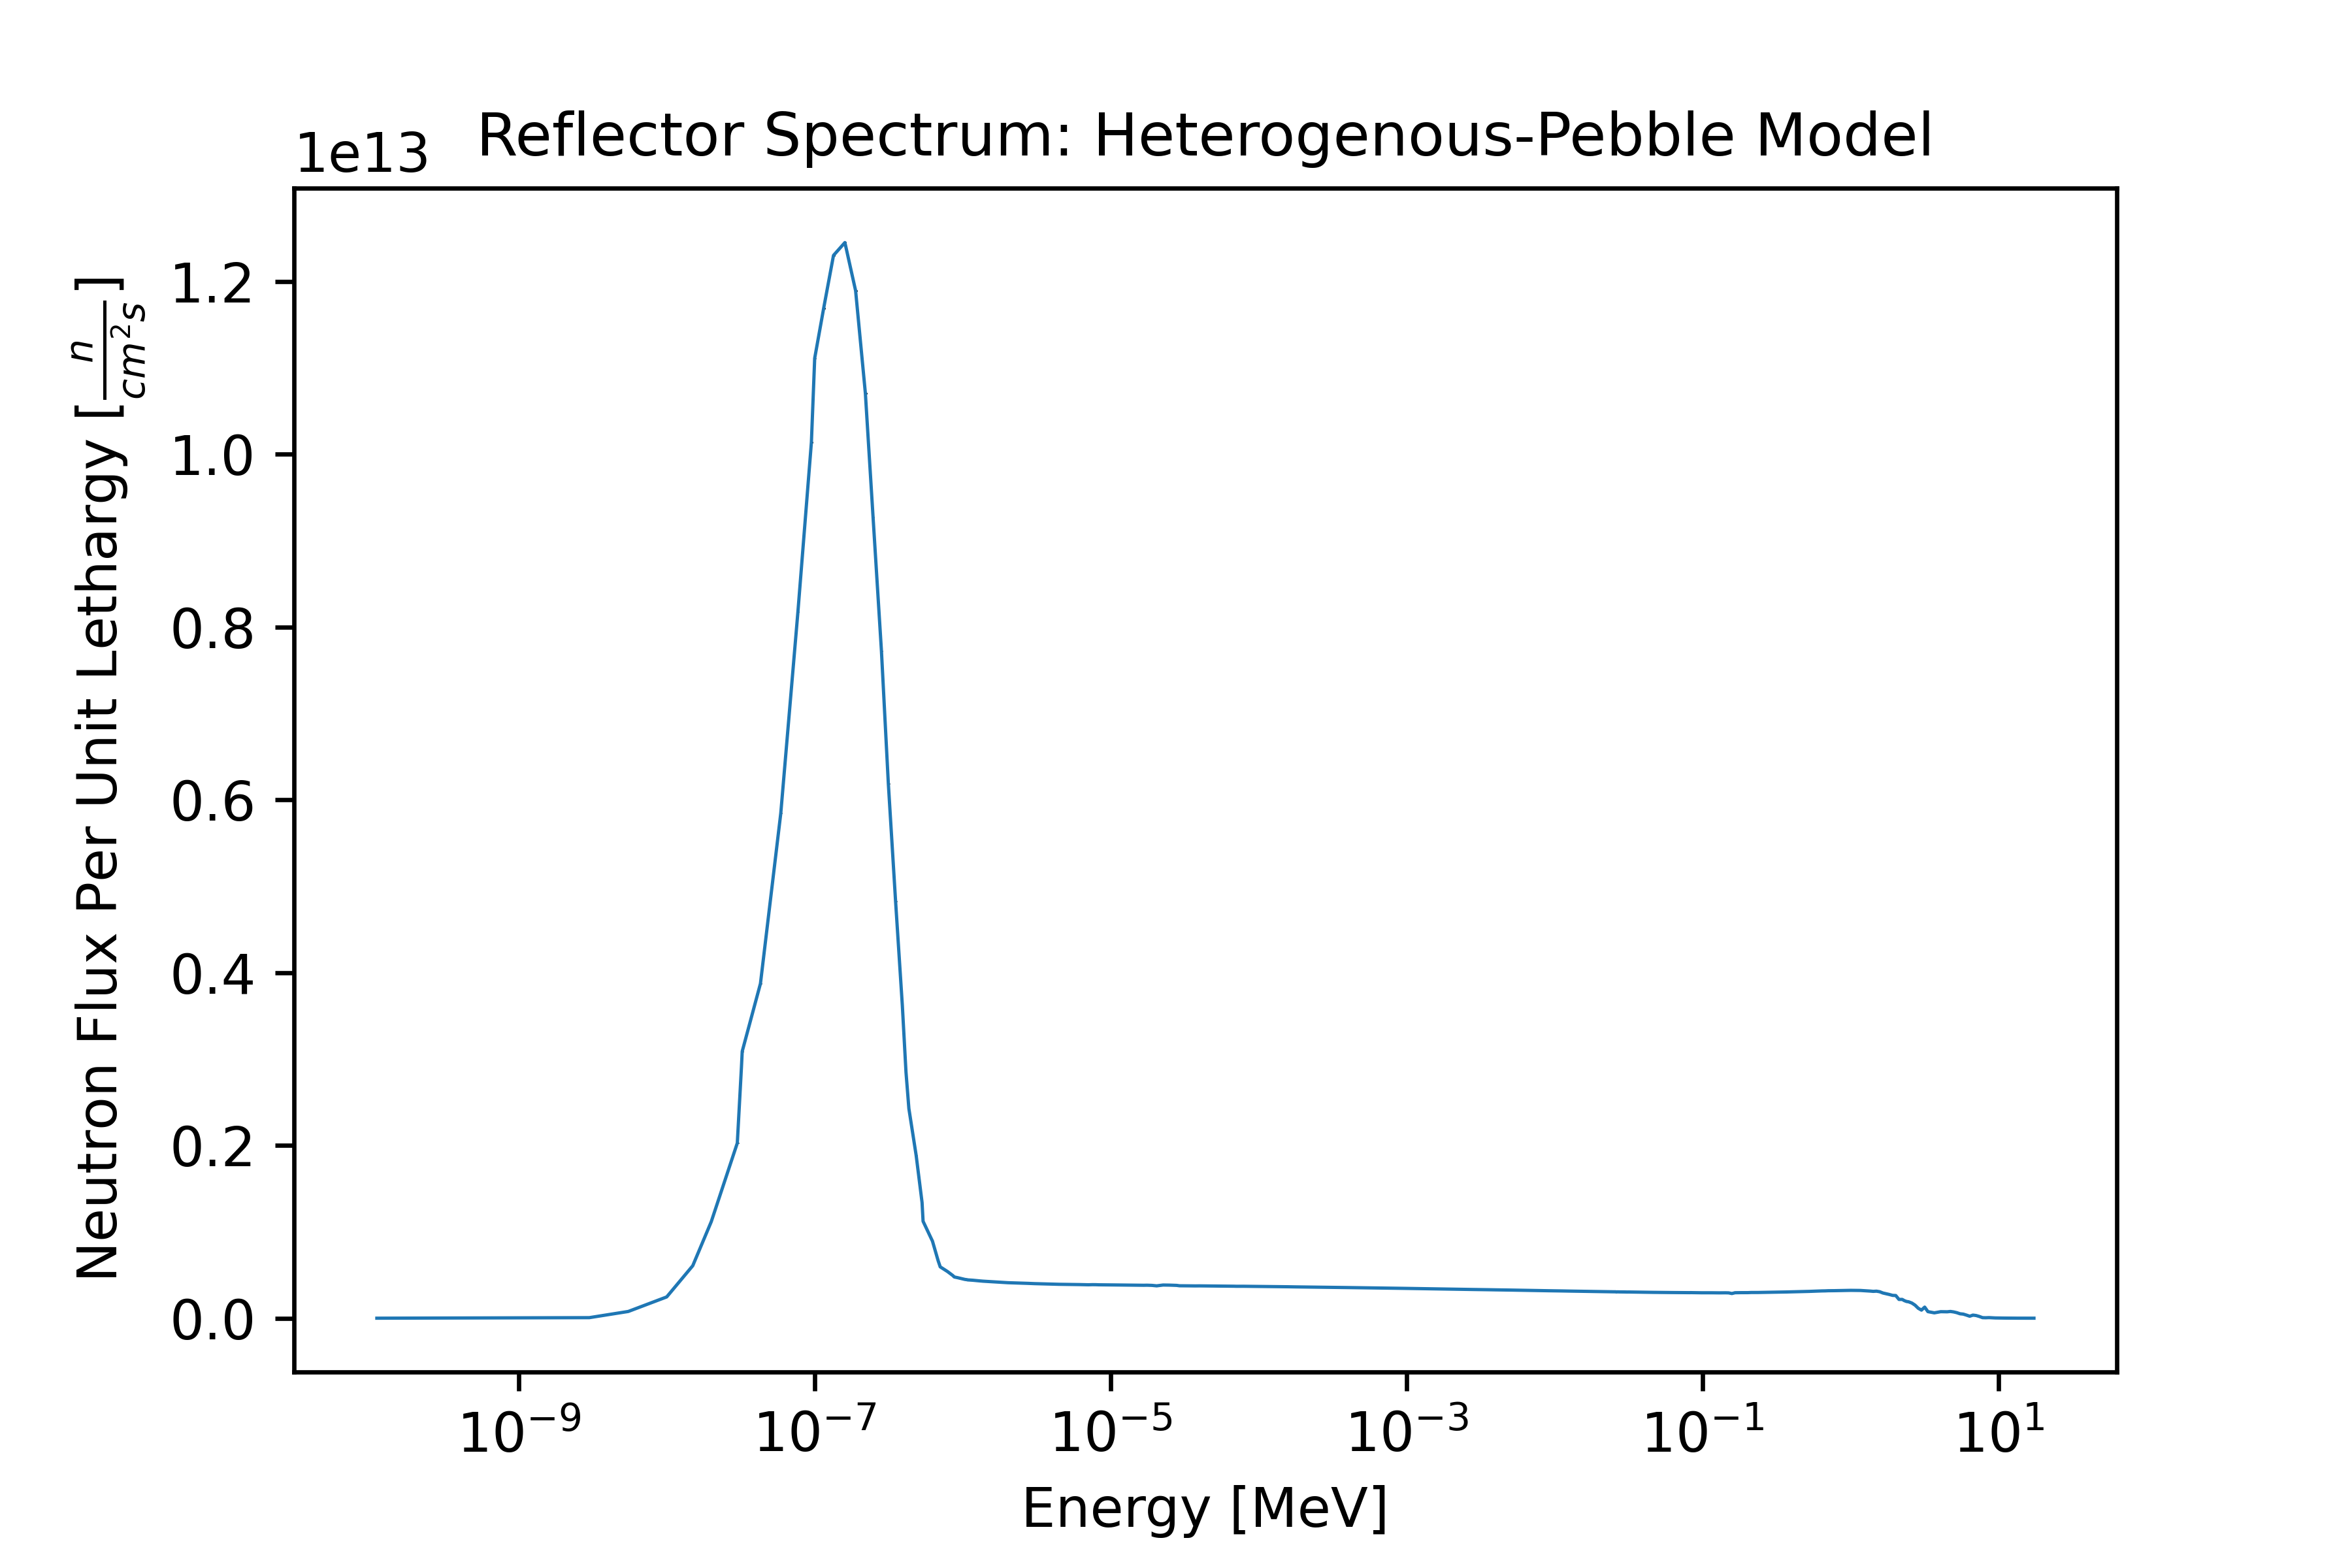 Reflector Spectrum: Heterogenous-Pebble Model
1e13
Neutron Flux Per Unit Lethargy [n/cm²s]
1.2
1.0
0.8
0.6
0.4
0.2
0.0
10⁻⁹ 10⁻⁷ 10⁻⁵ 10⁻³ 10⁻¹ 10¹
Energy [MeV]